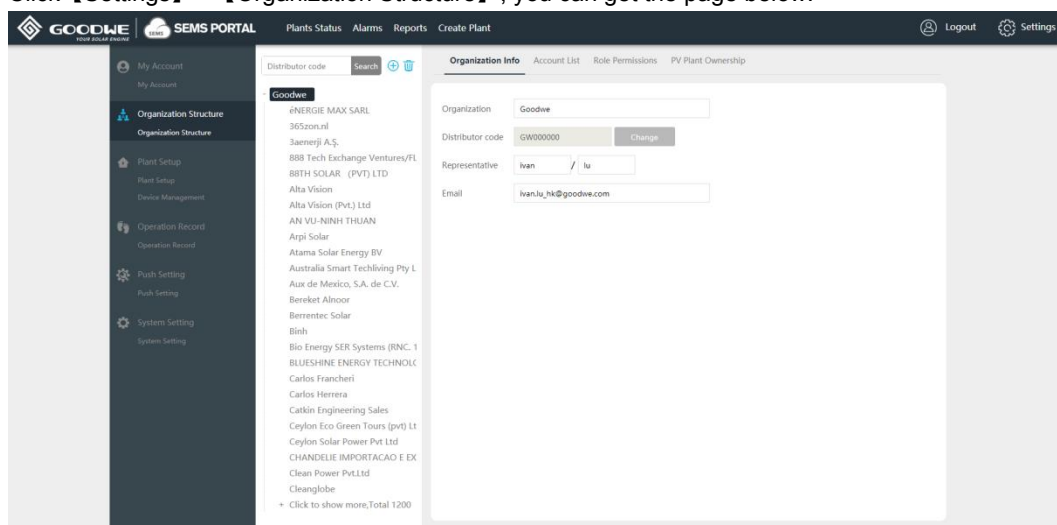 Click【Settings】-【Organization Structure】, you can get the page below:
GOODWE
YOUR SOLAR ENGINE
SEMS
SEMS PORTAL
Plants Status Alarms Reports Create Plant
Logout
Settings
My Account
My Account
Organization Structure
Organization Structure
Plant Setup
Plant Setup
Device Management
Operation Record
Operation Record
Push Setting
Push Setting
System Setting
System Setting
Distributor code Search
- Goodwe
éNERGIE MAX SARL
365zon.nl
3aenerji A.Ş.
888 Tech Exchange Ventures/FL
88TH SOLAR (PVT) LTD
Alta Vision
Alta Vision (Pvt.) Ltd
AN VU-NINH THUAN
Arpi Solar
Atama Solar Energy BV
Australia Smart Techliving Pty L
Aux de Mexico, S.A. de C.V.
Bereket Alnoor
Berrentec Solar
Binh
Bio Energy SER Systems (RNC. 1
BLUESHINE ENERGY TECHNOLO
Carlos Francheri
Carlos Herrera
Catkin Engineering Sales
Ceylon Eco Green Tours (pvt) Lt
Ceylon Solar Power Pvt Ltd
CHANDELIE IMPORTACAO E EX
Clean Power Pvt.Ltd
Cleanglobe
+ Click to show more,Total 1200
Organization Info Account List Role Permissions PV Plant Ownership
Organization Goodwe
Distributor code GW000000 Change
Representative ivan / lu
Email ivan.lu_hk@goodwe.com